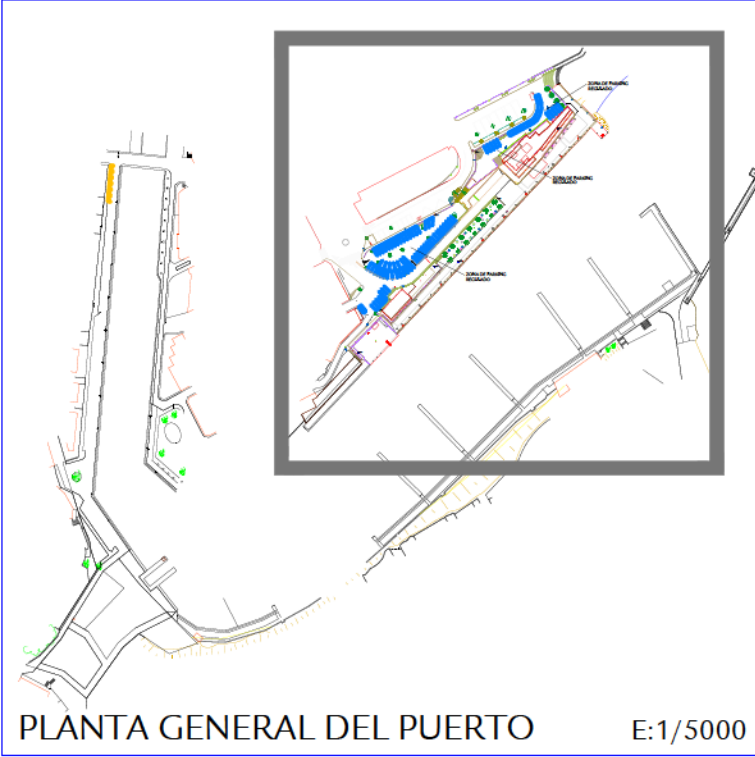 ZONA DE PARKING
REGULADO
ZONA DE PARKING
REGULADO
ZONA DE PARKING
REGULADO
PLANTA GENERAL DEL PUERTO
E:1/5000